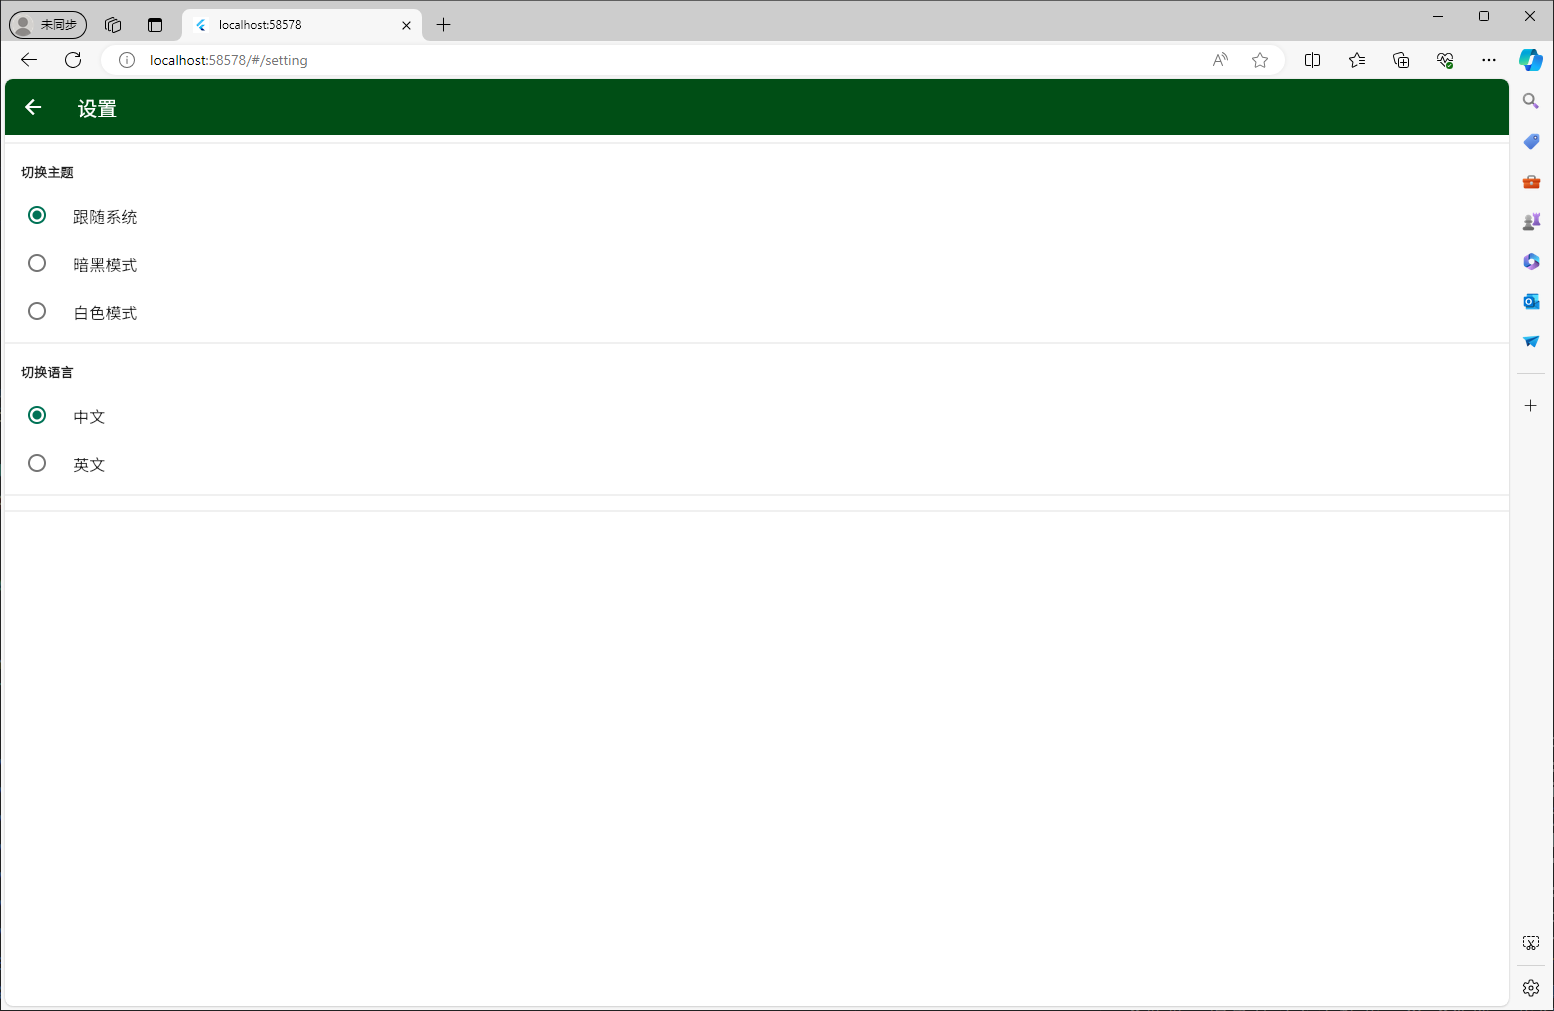 未同步
localhost:58578
localhost:58578/#/setting
设置
切换主题
跟随系统
暗黑模式
白色模式
切换语言
中文
英文